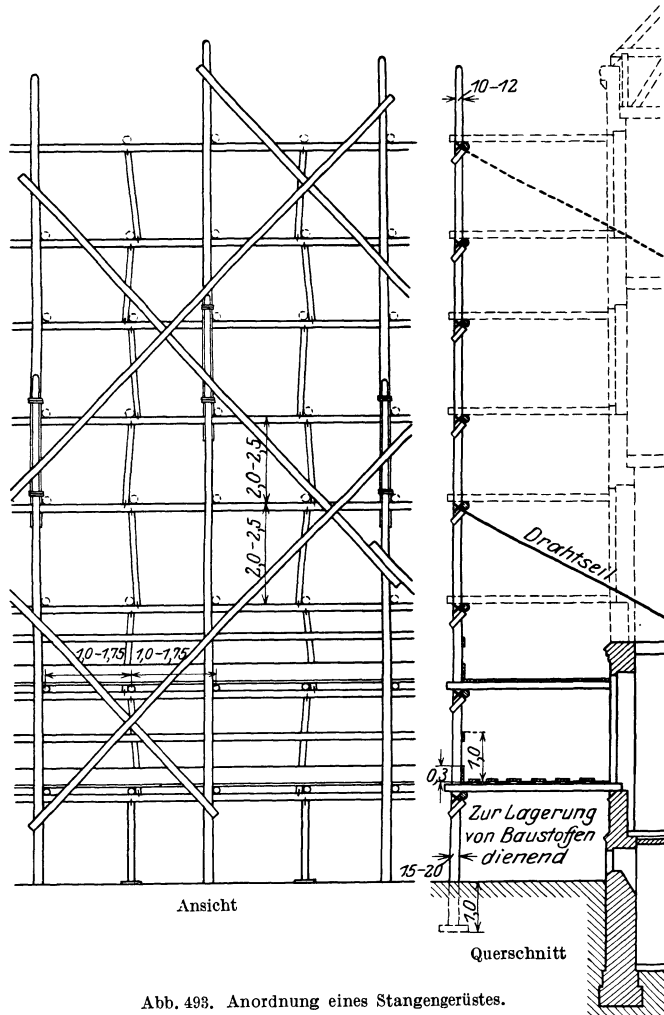 10-12
2,0-2,5
2,0-2,5
Drahtseil
1,0-1,75 1,0-1,75
1,0
0,3
Zur Lagerung
von Baustoffen
dienend
15-20
1,0
Ansicht
Querschnitt
Abb. 493. Anordnung eines Stangengerüstes.